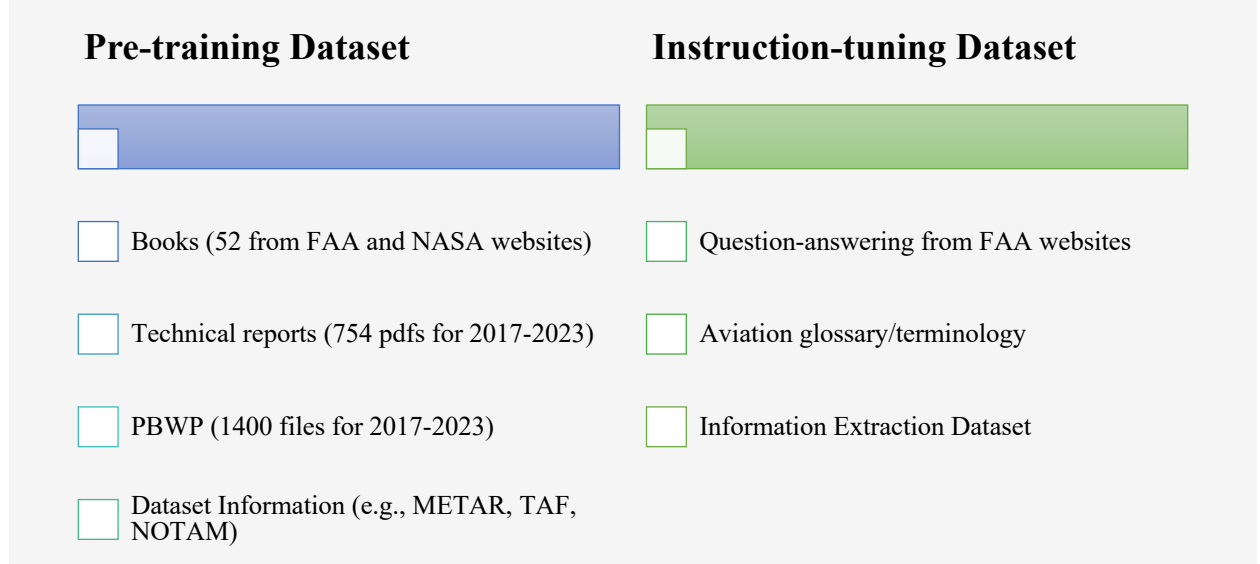 Pre-training Dataset
Books (52 from FAA and NASA websites)
Technical reports (754 pdfs for 2017-2023)
PBWP (1400 files for 2017-2023)
Dataset Information (e.g., METAR, TAF,
NOTAM)
Instruction-tuning Dataset
Question-answering from FAA websites
Aviation glossary/terminology
Information Extraction Dataset